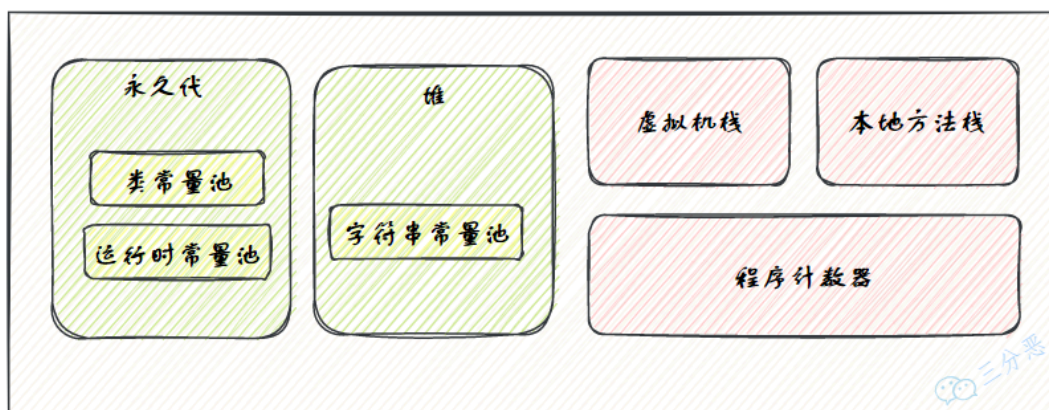 永久代
类常量池
运行时常量池
堆
字符串常量池
虚拟机栈
本地方法栈
程序计数器
三分恶